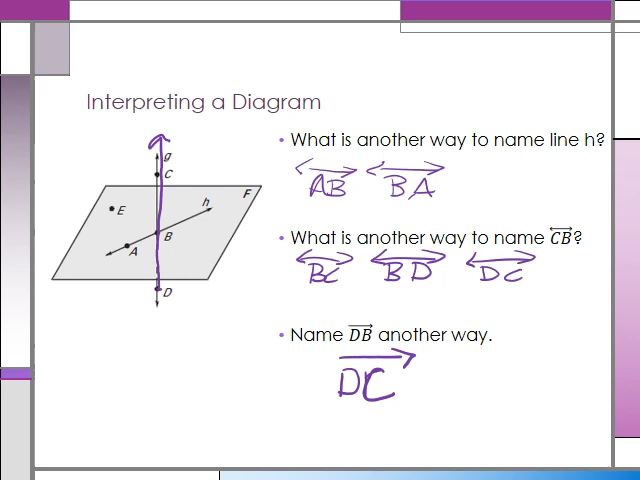 Interpreting a Diagram
• What is another way to name line h?
AB BA
• What is another way to name CB?
BC BD DC
• Name DB another way.
DC
g
C
F
E
h
B
A
D